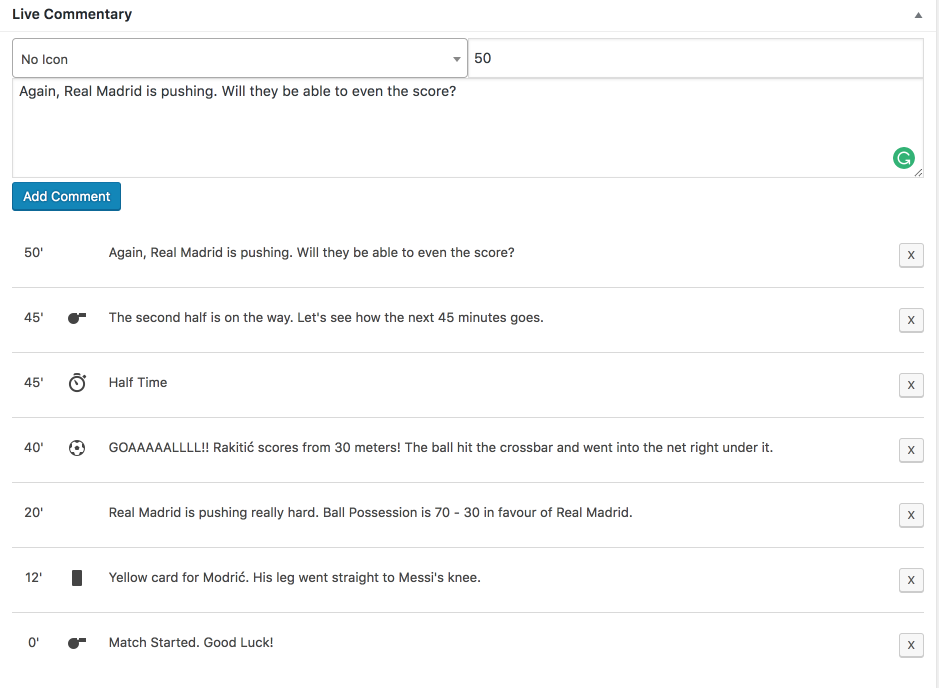 Live Commentary
No Icon
50
Again, Real Madrid is pushing. Will they be able to even the score?
Add Comment
50' Again, Real Madrid is pushing. Will they be able to even the score? X
45' The second half is on the way. Let's see how the next 45 minutes goes. X
45' Half Time X
40' GOAAAAALLLL!! Rakitić scores from 30 meters! The ball hit the crossbar and went into the net right under it. X
20' Real Madrid is pushing really hard. Ball Possession is 70 - 30 in favour of Real Madrid. X
12' Yellow card for Modrić. His leg went straight to Messi's knee. X
0' Match Started. Good Luck! X